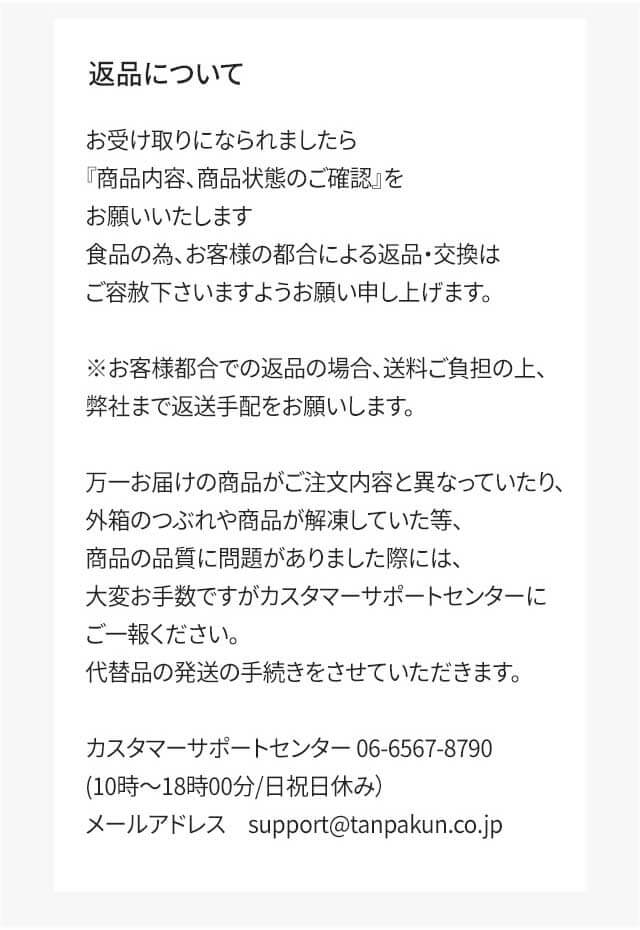 返品について
お受け取りになられましたら
『商品内容、商品状態のご確認』を
お願いいたします
食品の為、お客様の都合による返品・交換は
ご容赦下さいますようお願い申し上げます。
※お客様都合での返品の場合、送料ご負担の上、
弊社まで返送手配をお願いします。
万一お届けの商品がご注文内容と異なっていたり、
外箱のつぶれや商品が解凍していた等、
商品の品質に問題がありました際には、
大変お手数ですがカスタマーサポートセンターに
ご一報ください。
代替品の発送の手続きをさせていただきます。
カスタマーサポートセンター 06-6567-8790
(10時〜18時00分/日祝日休み）
メールアドレス　support@tanpakun.co.jp